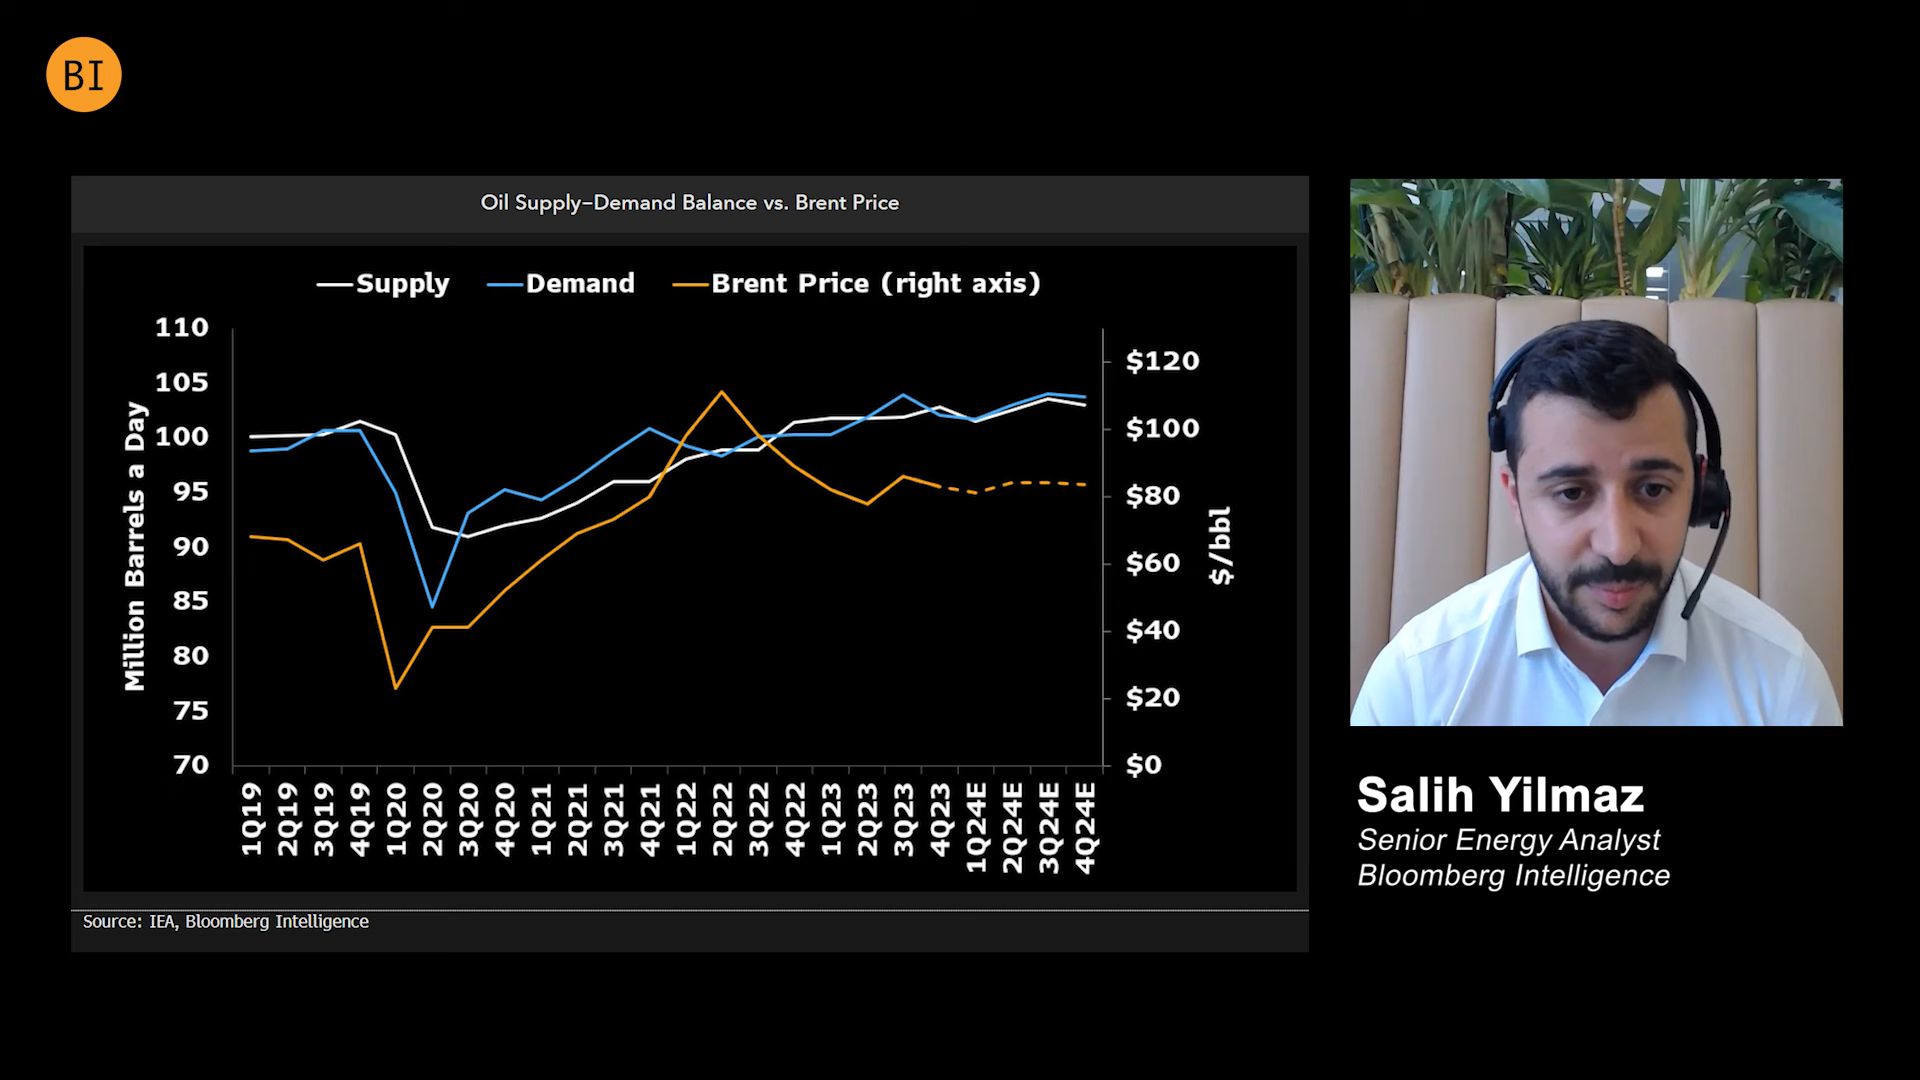 BI
Oil Supply–Demand Balance vs. Brent Price
Supply Demand Brent Price (right axis)
Million Barrels a Day
110
105
100
95
90
85
80
75
70
$120
$100
$80
$60
$40
$20
$0
$/bbl
1Q19 2Q19 3Q19 4Q19 1Q20 2Q20 3Q20 4Q20 1Q21 2Q21 3Q21 4Q21 1Q22 2Q22 3Q22 4Q22 1Q23 2Q23 3Q23 4Q23 1Q24E 2Q24E 3Q24E 4Q24E
Source: IEA, Bloomberg Intelligence
Salih Yilmaz
Senior Energy Analyst
Bloomberg Intelligence